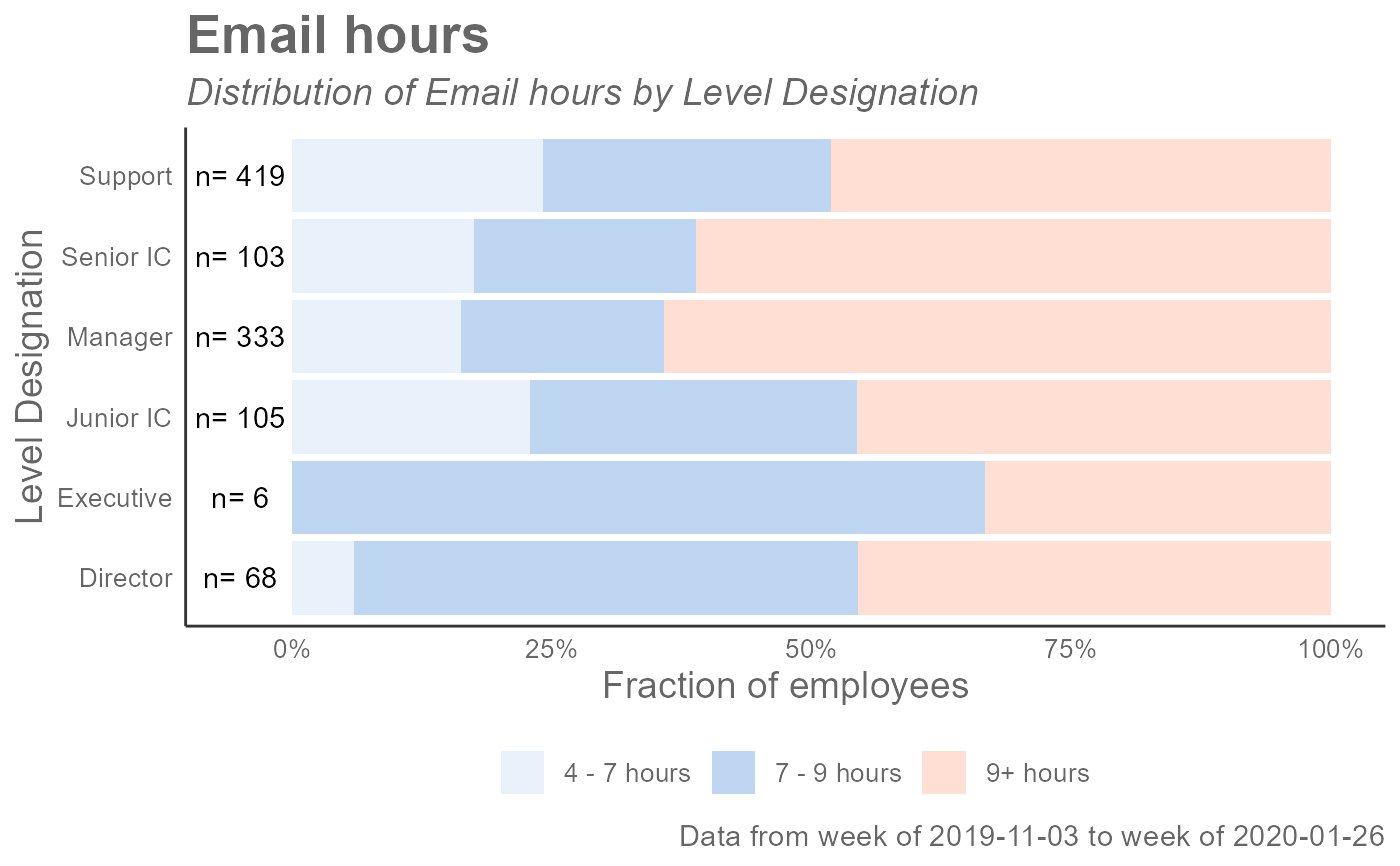 Email hours
Distribution of Email hours by Level Designation
Level Designation
Support n= 419
Senior IC n= 103
Manager n= 333
Junior IC n= 105
Executive n= 6
Director n= 68
0% 25% 50% 75% 100%
Fraction of employees
4 - 7 hours 7 - 9 hours 9+ hours
Data from week of 2019-11-03 to week of 2020-01-26